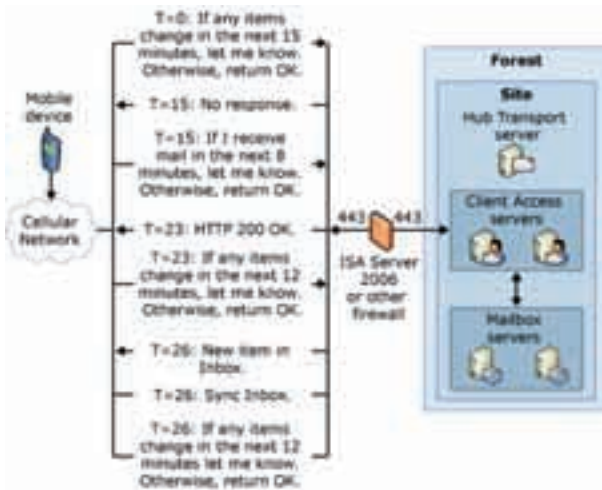 T=0: If any items
change in the next 15
minutes, let me know.
Otherwise, return OK.
T=15: No response.
T=15: If I receive
mail in the next 8
minutes, let me know.
Otherwise, return OK.
T=23: HTTP 200 OK.
T=23: If any items
change in the next 12
minutes, let me know.
Otherwise, return OK.
T=26: New item in
Inbox.
T=26: Sync Inbox.
T=26: If any items
change in the next 12
minutes let me know.
Otherwise, return OK.
Mobile
device
Cellular
Network
443 443
ISA Server
2006
or other
firewall
Forest
Site
Hub Transport
server
Client Access
servers
Mailbox
servers